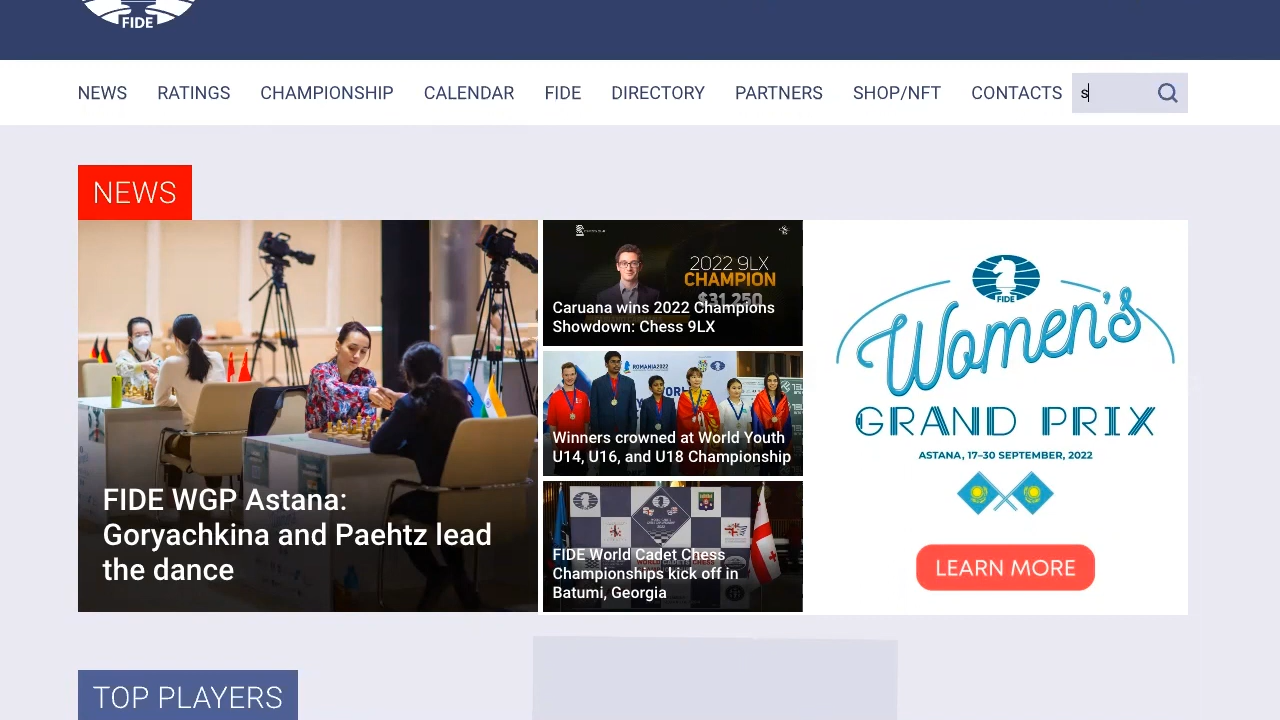 FIDE
NEWS RATINGS CHAMPIONSHIP CALENDAR FIDE DIRECTORY PARTNERS SHOP/NFT CONTACTS s
NEWS
FIDE WGP Astana:
Goryachkina and Paehtz lead
the dance
2022 9LX
CHAMPION
$31,250
Caruana wins 2022 Champions
Showdown: Chess 9LX
ROMANIA2022
Winners crowned at World Youth
U14, U16, and U18 Championship
FIDE World Cadet Chess
Championships kick off in
Batumi, Georgia
FIDE
Women's
GRAND PRIX
ASTANA, 17-30 SEPTEMBER, 2022
LEARN MORE
TOP PLAYERS